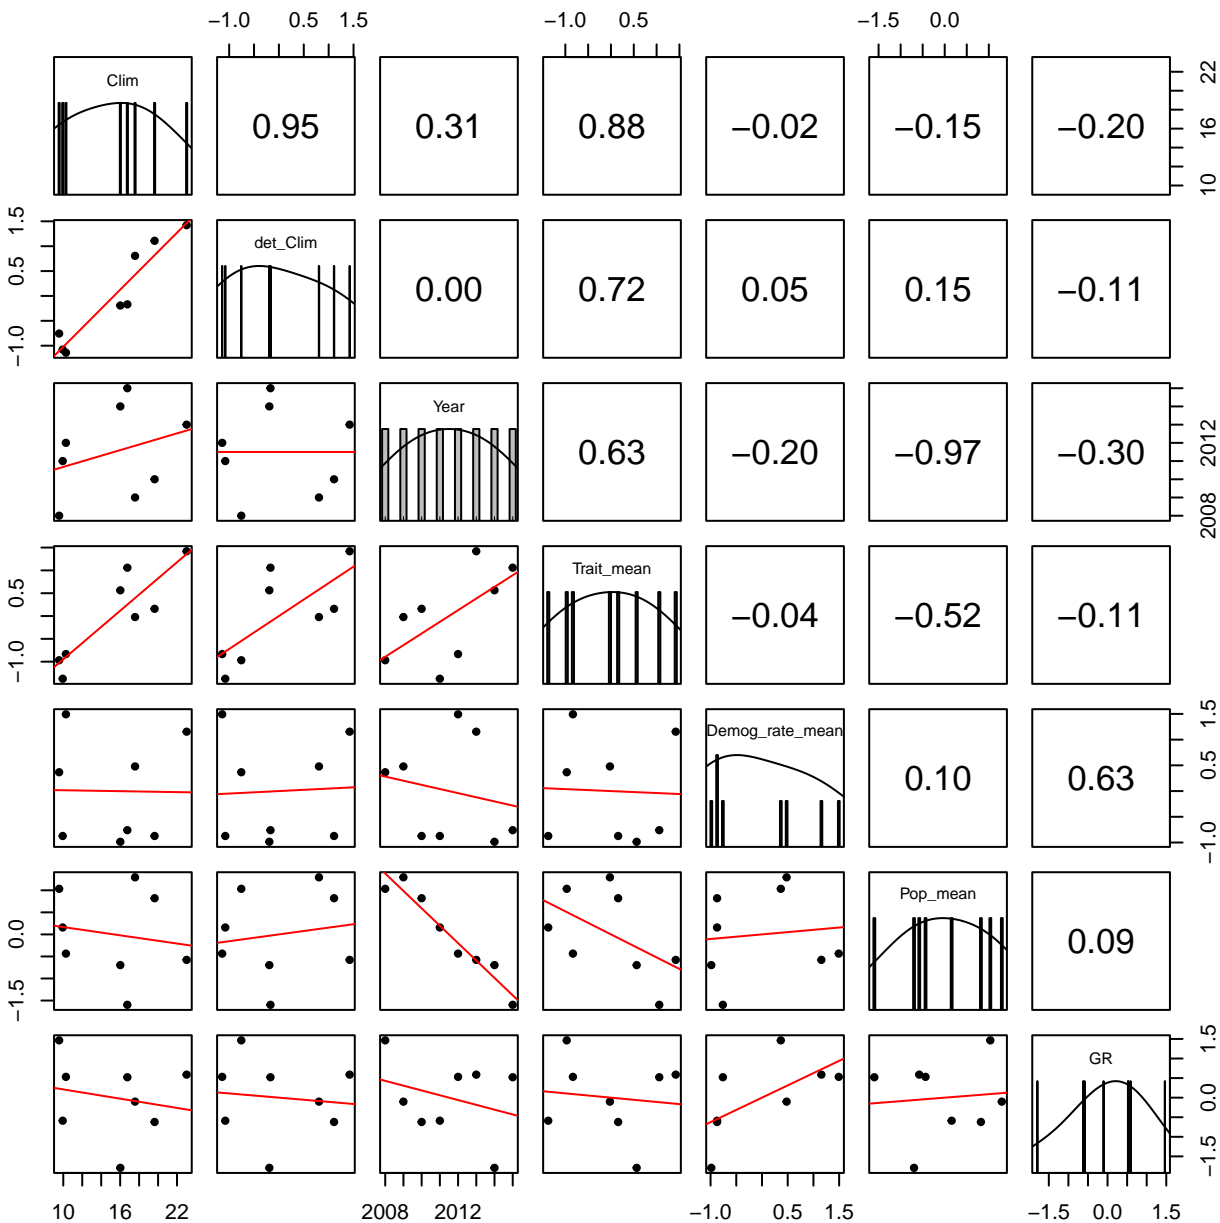 −1.0 0.5 1.5 −1.0 0.5 −1.5 0.0
Clim 0.95 0.31 0.88 −0.02 −0.15 −0.20 10 16 22
−1.0 0.5 1.5 det_Clim 0.00 0.72 0.05 0.15 −0.11
Year 0.63 −0.20 −0.97 −0.30 2008 2012
−1.0 0.5 Trait_mean −0.04 −0.52 −0.11
Demog_rate_mean 0.10 0.63 −1.0 0.5 1.5
−1.5 0.0 Pop_mean 0.09
GR −1.5 0.0 1.5
10 16 22 2008 2012 −1.0 0.5 1.5 −1.5 0.0 1.5